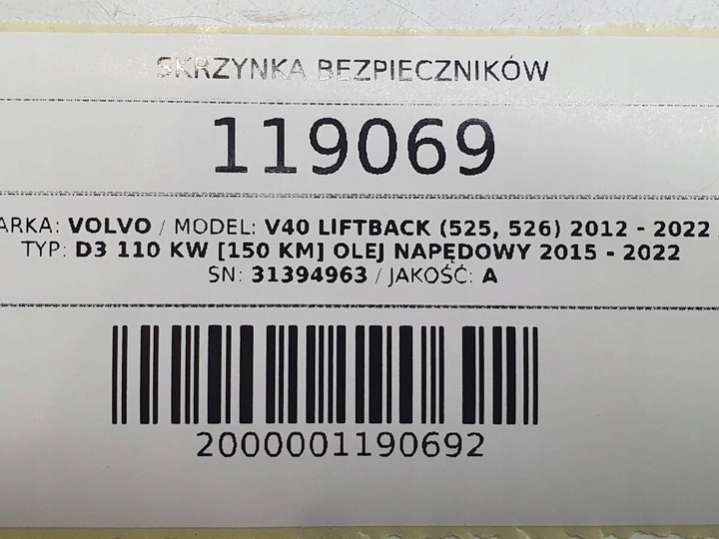 SKRZYNKA BEZPIECZNIKÓW
119069
ARKA: VOLVO / MODEL: V40 LIFTBACK (525, 526) 2012 - 2022
TYP: D3 110 KW [150 KM] OLEJ NAPĘDOWY 2015 - 2022
SN: 31394963 / JAKOŚĆ: A
2000001190692